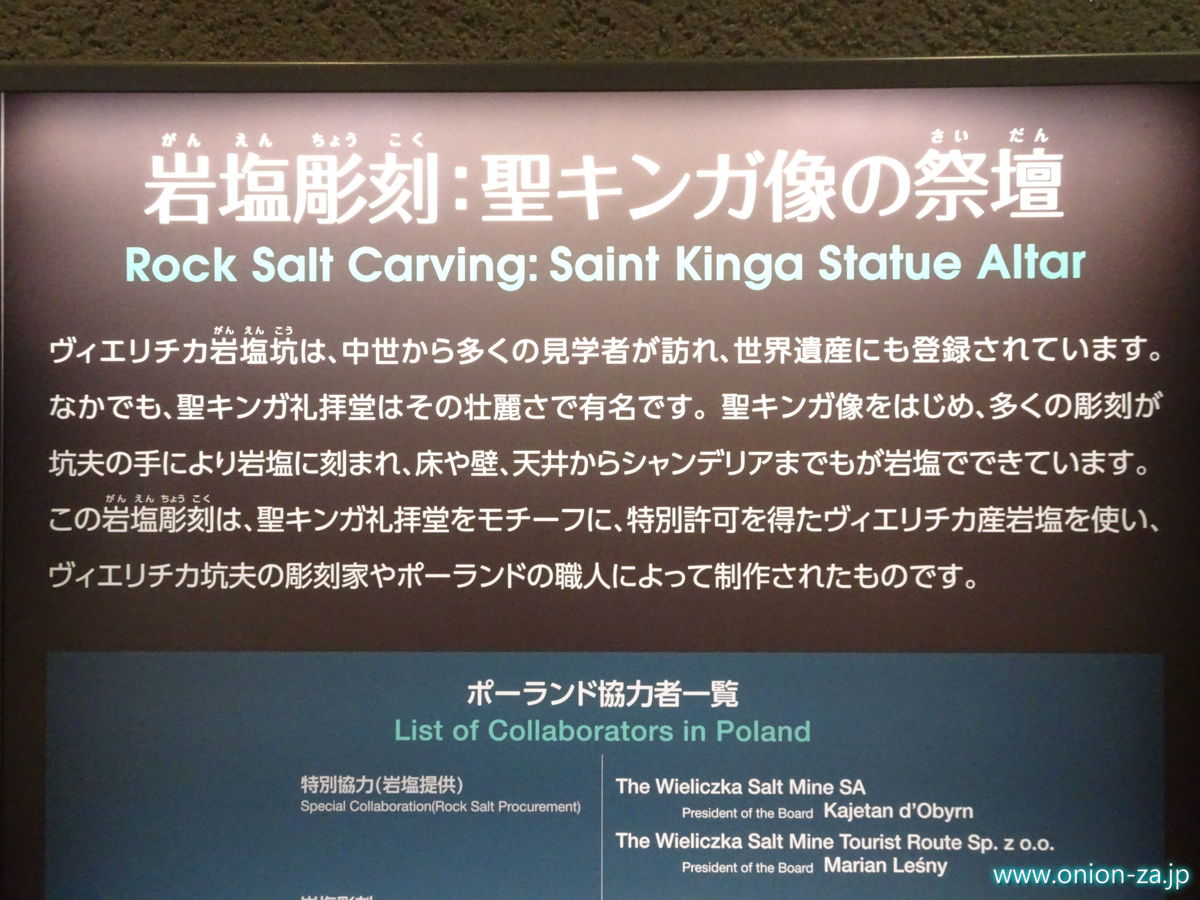 がん えん ちょう こく さい だん
岩塩彫刻：聖キンガ像の祭壇
Rock Salt Carving: Saint Kinga Statue Altar
がん えん こう
ヴィエリチカ岩塩坑は、中世から多くの見学者が訪れ、世界遺産にも登録されています。
なかでも、聖キンガ礼拝堂はその壮麗さで有名です。聖キンガ像をはじめ、多くの彫刻が
坑夫の手により岩塩に刻まれ、床や壁、天井からシャンデリアまでもが岩塩でできています。
がん えん ちょう こく
この岩塩彫刻は、聖キンガ礼拝堂をモチーフに、特別許可を得たヴィエリチカ産岩塩を使い、
ヴィエリチカ坑夫の彫刻家やポーランドの職人によって制作されたものです。
ポーランド協力者一覧
List of Collaborators in Poland
特別協力(岩塩提供)
Special Collaboration(Rock Salt Procurement)
The Wieliczka Salt Mine SA
President of the Board Kajetan d'Obyrn
The Wieliczka Salt Mine Tourist Route Sp. z o.o.
President of the Board Marian Leśny
www.onion-za.jp